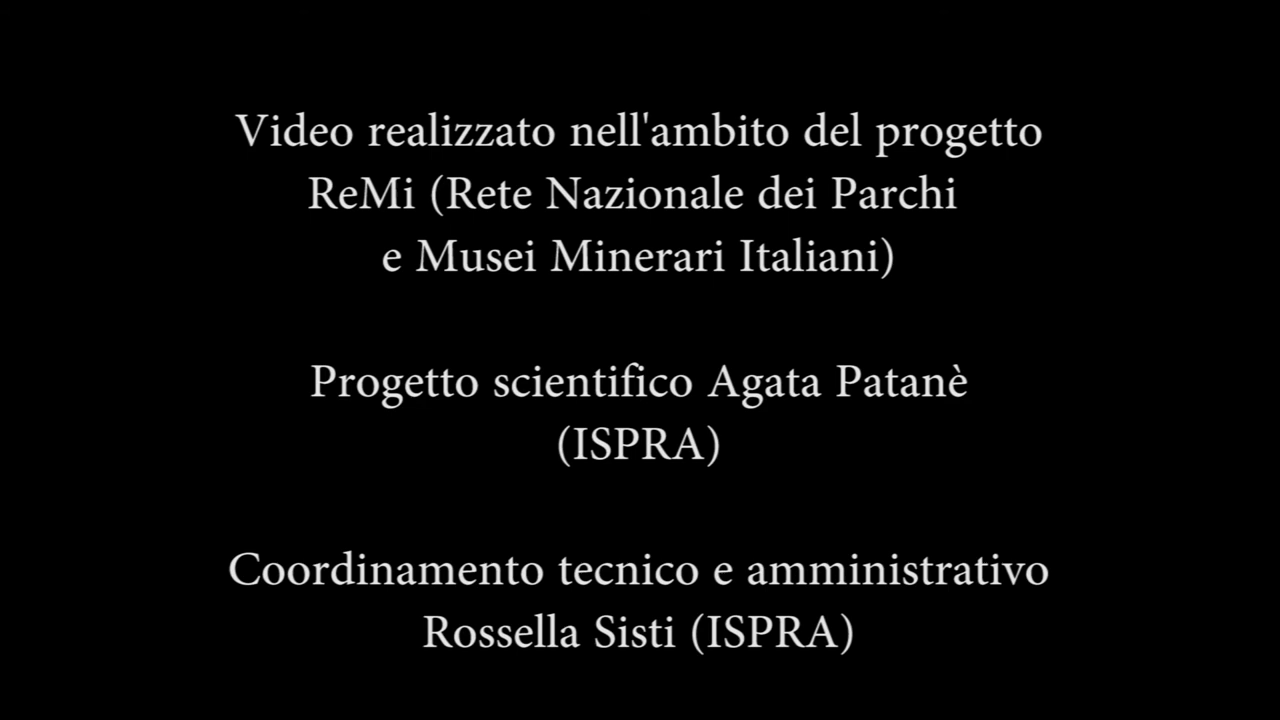 Video realizzato nell'ambito del progetto
ReMi (Rete Nazionale dei Parchi
e Musei Minerari Italiani)
Progetto scientifico Agata Patanè
(ISPRA)
Coordinamento tecnico e amministrativo
Rossella Sisti (ISPRA)